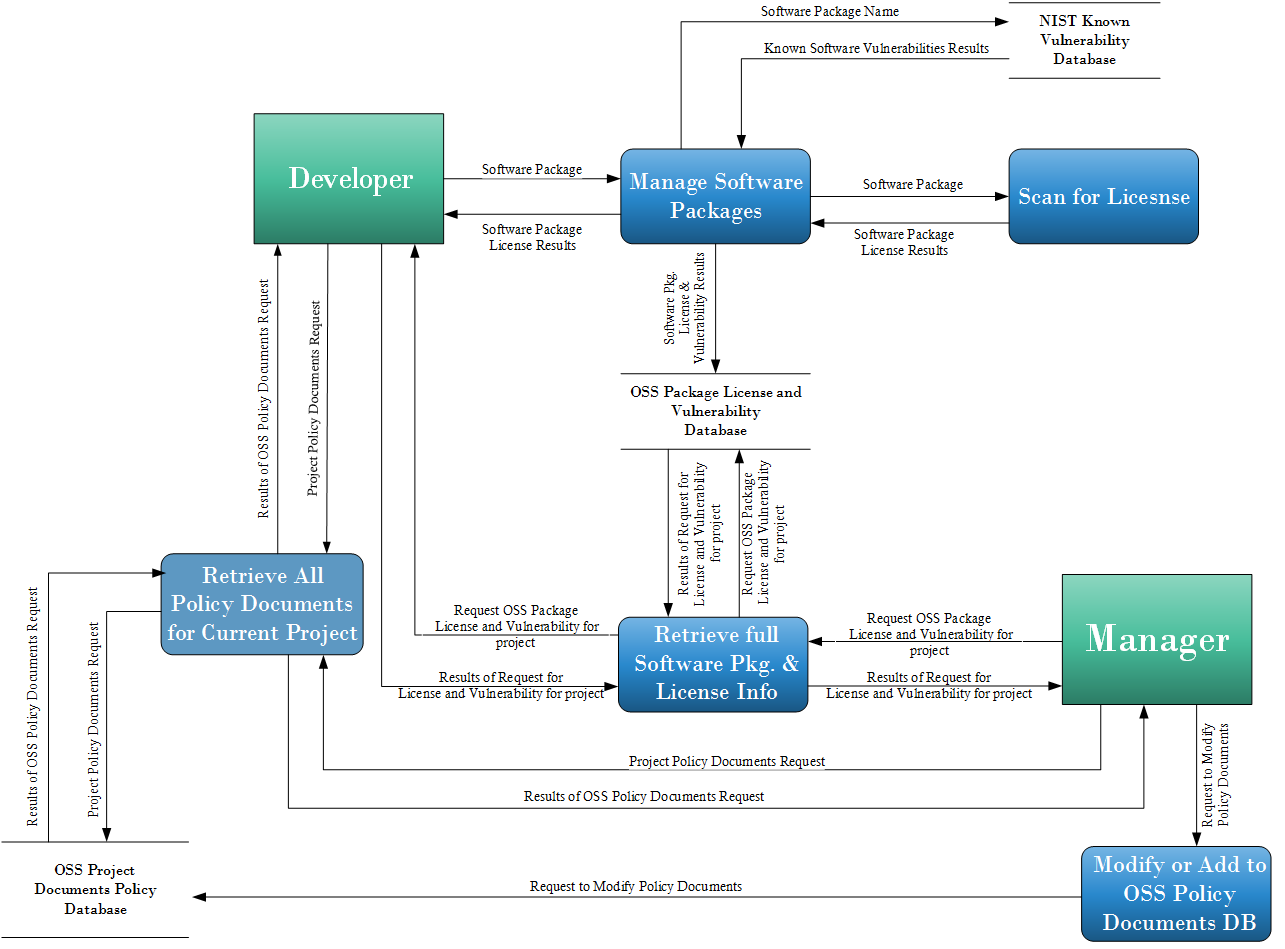 Software Package Name
NIST Known
Vulnerability
Database
Known Software Vulnerabilities Results
Developer
Software Package
Software Package
License Results
Manage Software
Packages
Software Package
Software Package
License Results
Scan for Licesnse
Results of OSS Policy Documents Request
Project Policy Documents Request
Software Pkg.
License &
Vulnerability Results
OSS Package License and
Vulnerability
Database
Results of Request for
License and Vulnerability
for project
Request OSS Package
License and Vulnerability
for project
Retrieve All
Policy Documents
for Current Project
Results of OSS Policy Documents Request
Project Policy Documents Request
Request OSS Package
License and Vulnerability for
project
Results of Request for
License and Vulnerability for project
Retrieve full
Software Pkg. &
License Info
Request OSS Package
License and Vulnerability for
project
Results of Request for
License and Vulnerability for project
Manager
Project Policy Documents Request
Results of OSS Policy Documents Request
Request to Modify
Policy Documents
OSS Project
Documents Policy
Database
Request to Modify Policy Documents
Modify or Add to
OSS Policy
Documents DB